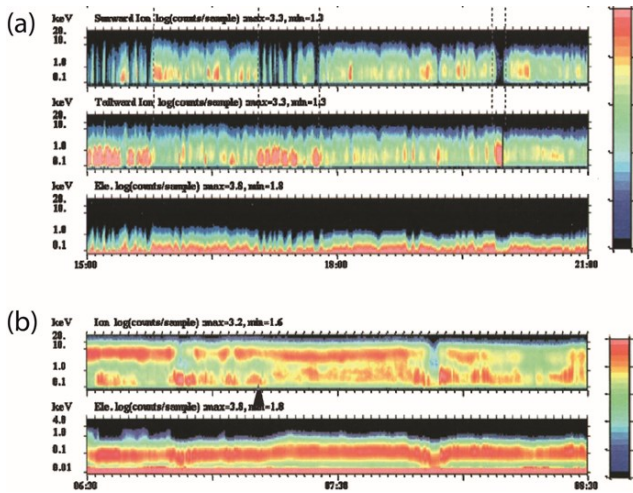 (a)
keV Sunward Ion log(counts/sample) :max=3.3, min=1.3
20.
10.
1.0
0.1
keV Tailward Ion log(counts/sample) :max=3.3, min=1.3
20.
10.
1.0
0.1
keV Ele. log(counts/sample) :max=3.8, min=1.8
20.
10.
1.0
0.1
15:00 18:00 21:00
(b)
keV Ion log(counts/sample) :max=3.2, min=1.6
20.
10.
1.0
0.1
keV Ele. log(counts/sample) :max=3.8, min=1.8
4.0
1.0
0.1
0.01
06:30 07:30 08:30